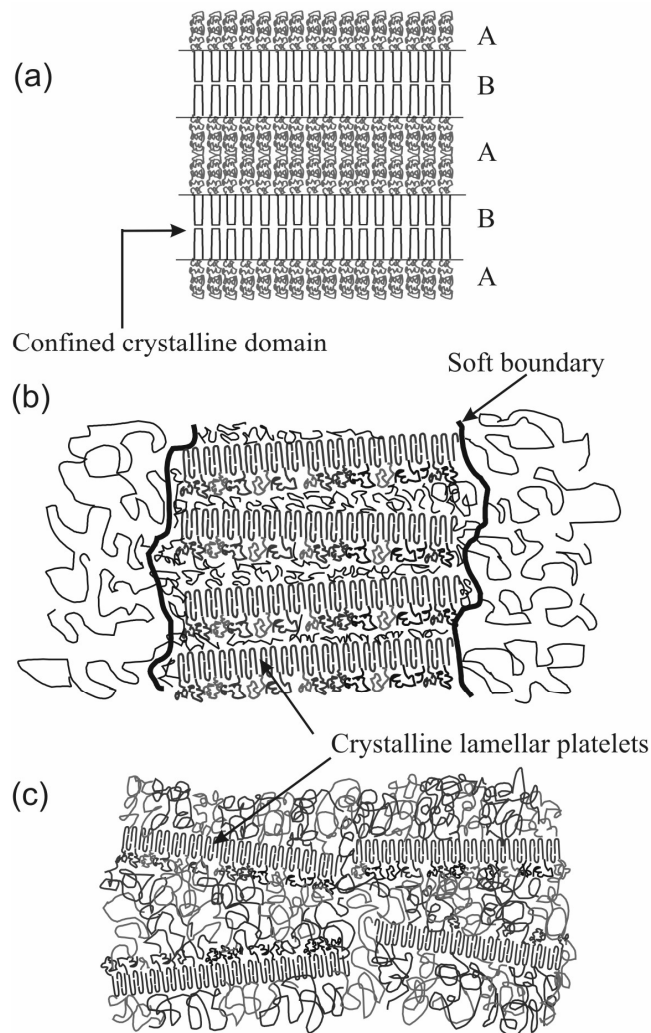 A
(a)
B
A
B
A
Confined crystalline domain
Soft boundary
(b)
Crystalline lamellar platelets
(c)